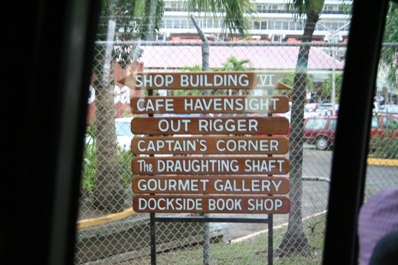 SHOP BUILDING VI
CAFE HAVENSIGHT
OUT RIGGER
CAPTAIN'S CORNER
The DRAUGHTING SHAFT
GOURMET GALLERY
DOCKSIDE BOOK SHOP